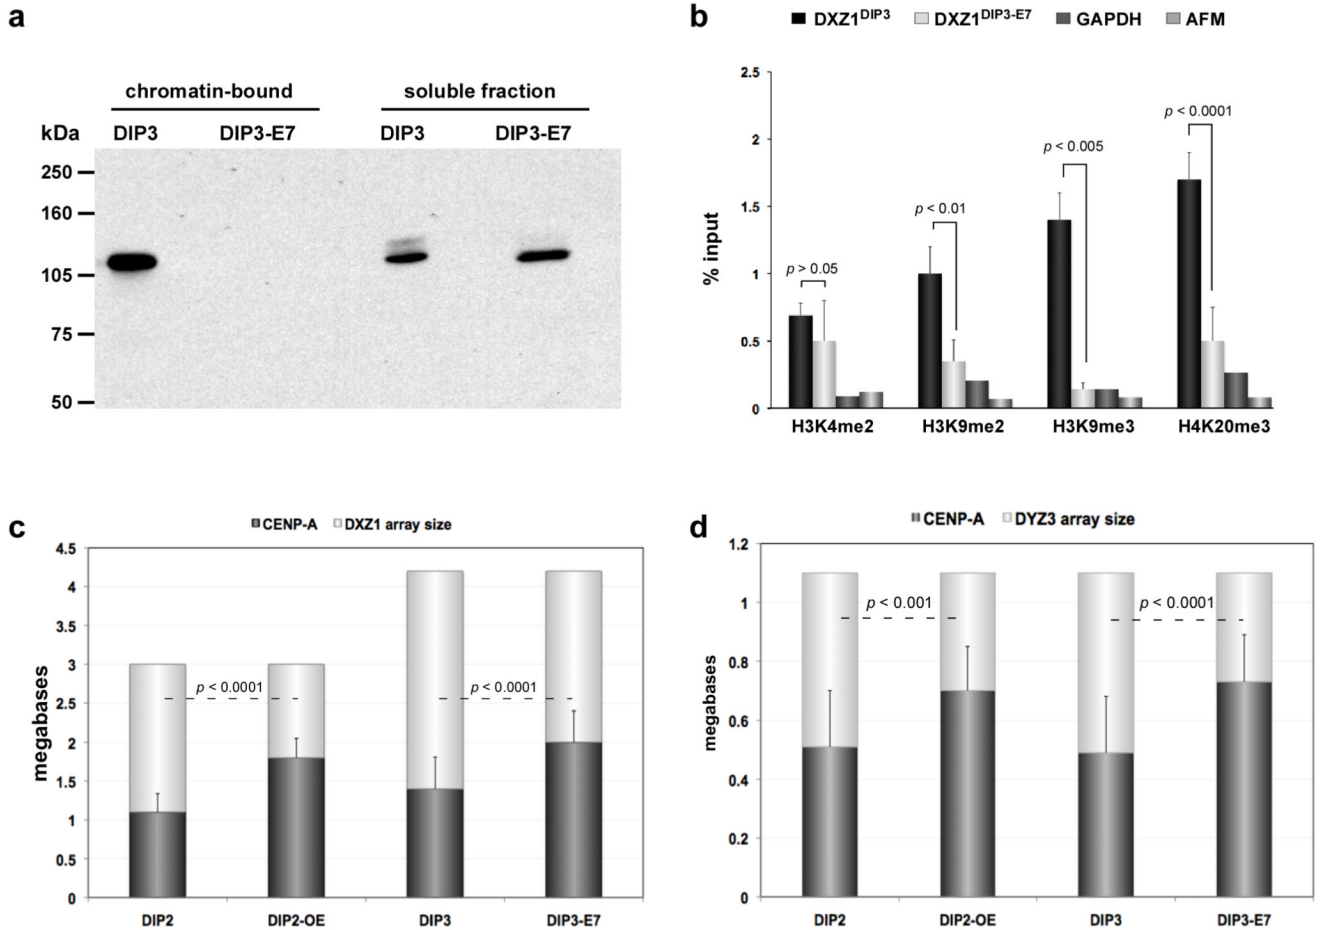 a
chromatin-bound soluble fraction
kDa DIP3 DIP3-E7 DIP3 DIP3-E7
250
160
105
75
50
b
DXZ1DIP3 DXZ1DIP3-E7 GAPDH AFM
% input
2.5
2
1.5
1
0.5
0
p > 0.05
p < 0.01
p < 0.005
p < 0.0001
H3K4me2 H3K9me2 H3K9me3 H4K20me3
c
CENP-A DXZ1 array size
megabases
4.5
4
3.5
3
2.5
2
1.5
1
0.5
0
p < 0.0001
p < 0.0001
DIP2 DIP2-OE DIP3 DIP3-E7
d
CENP-A DYZ3 array size
megabases
1.2
1
0.8
0.6
0.4
0.2
0
p < 0.001
p < 0.0001
DIP2 DIP2-OE DIP3 DIP3-E7